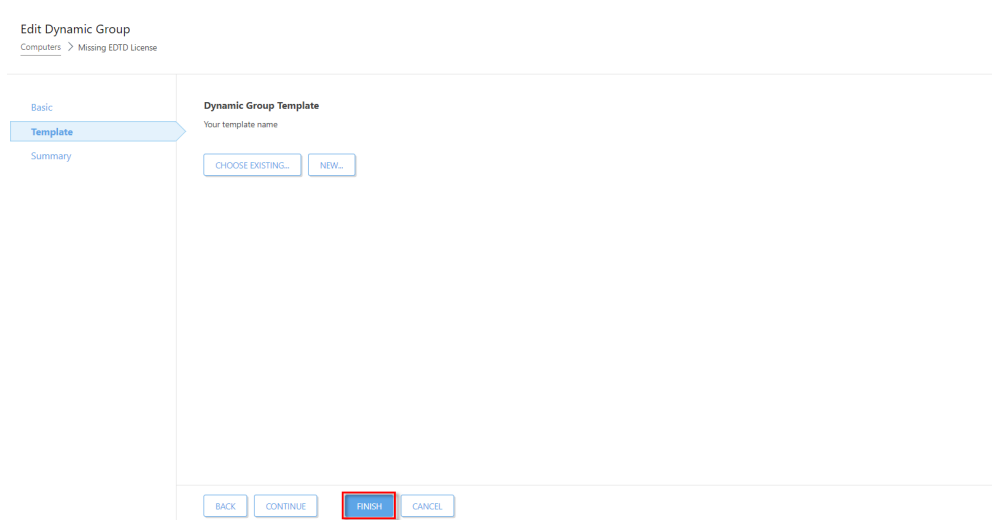 Edit Dynamic Group
Computers > Missing EDTD License
Basic
Template
Summary
Dynamic Group Template
Your template name
CHOOSE EXISTING... NEW...
BACK CONTINUE FINISH CANCEL